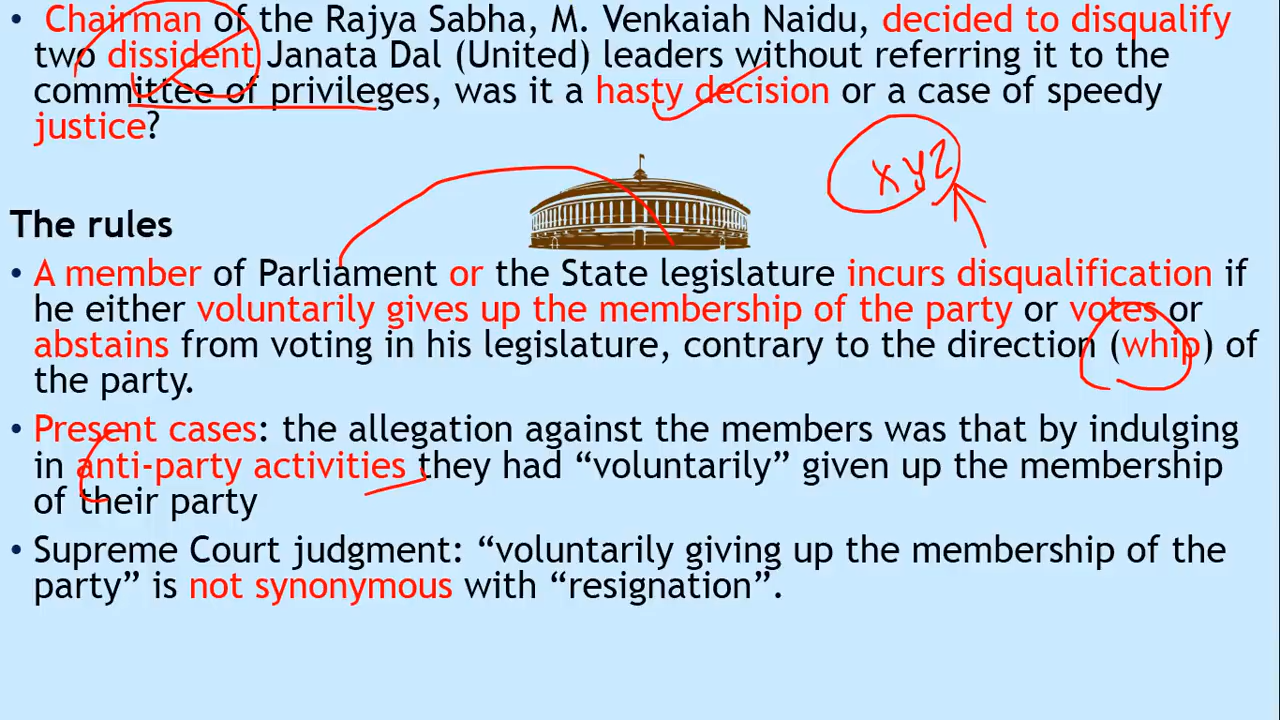 • Chairman of the Rajya Sabha, M. Venkaiah Naidu, decided to disqualify
two dissident Janata Dal (United) leaders without referring it to the
committee of privileges, was it a hasty decision or a case of speedy
justice?
xyz
The rules
• A member of Parliament or the State legislature incurs disqualification if
he either voluntarily gives up the membership of the party or votes or
abstains from voting in his legislature, contrary to the direction (whip) of
the party.
• Present cases: the allegation against the members was that by indulging
in anti-party activities they had “voluntarily” given up the membership
of their party
• Supreme Court judgment: “voluntarily giving up the membership of the
party” is not synonymous with “resignation”.